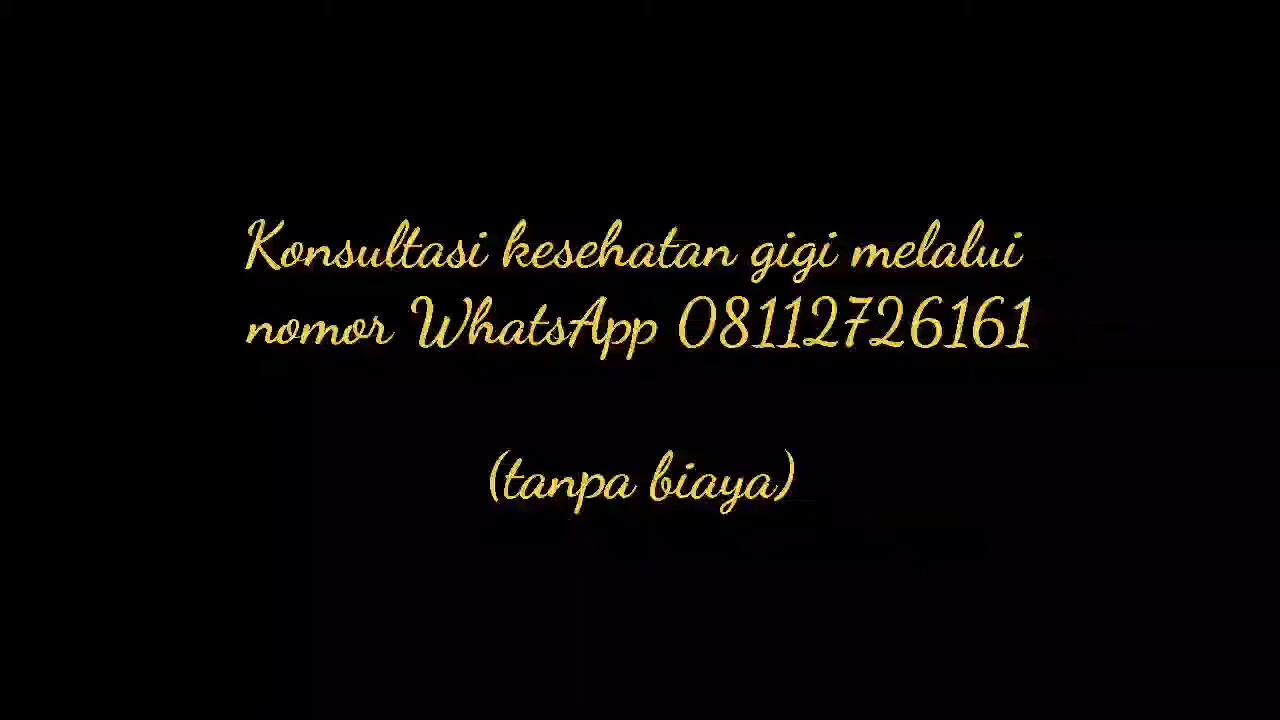 Konsultasi kesehatan gigi melalui
nomor WhatsApp 08112726161
(tanpa biaya)